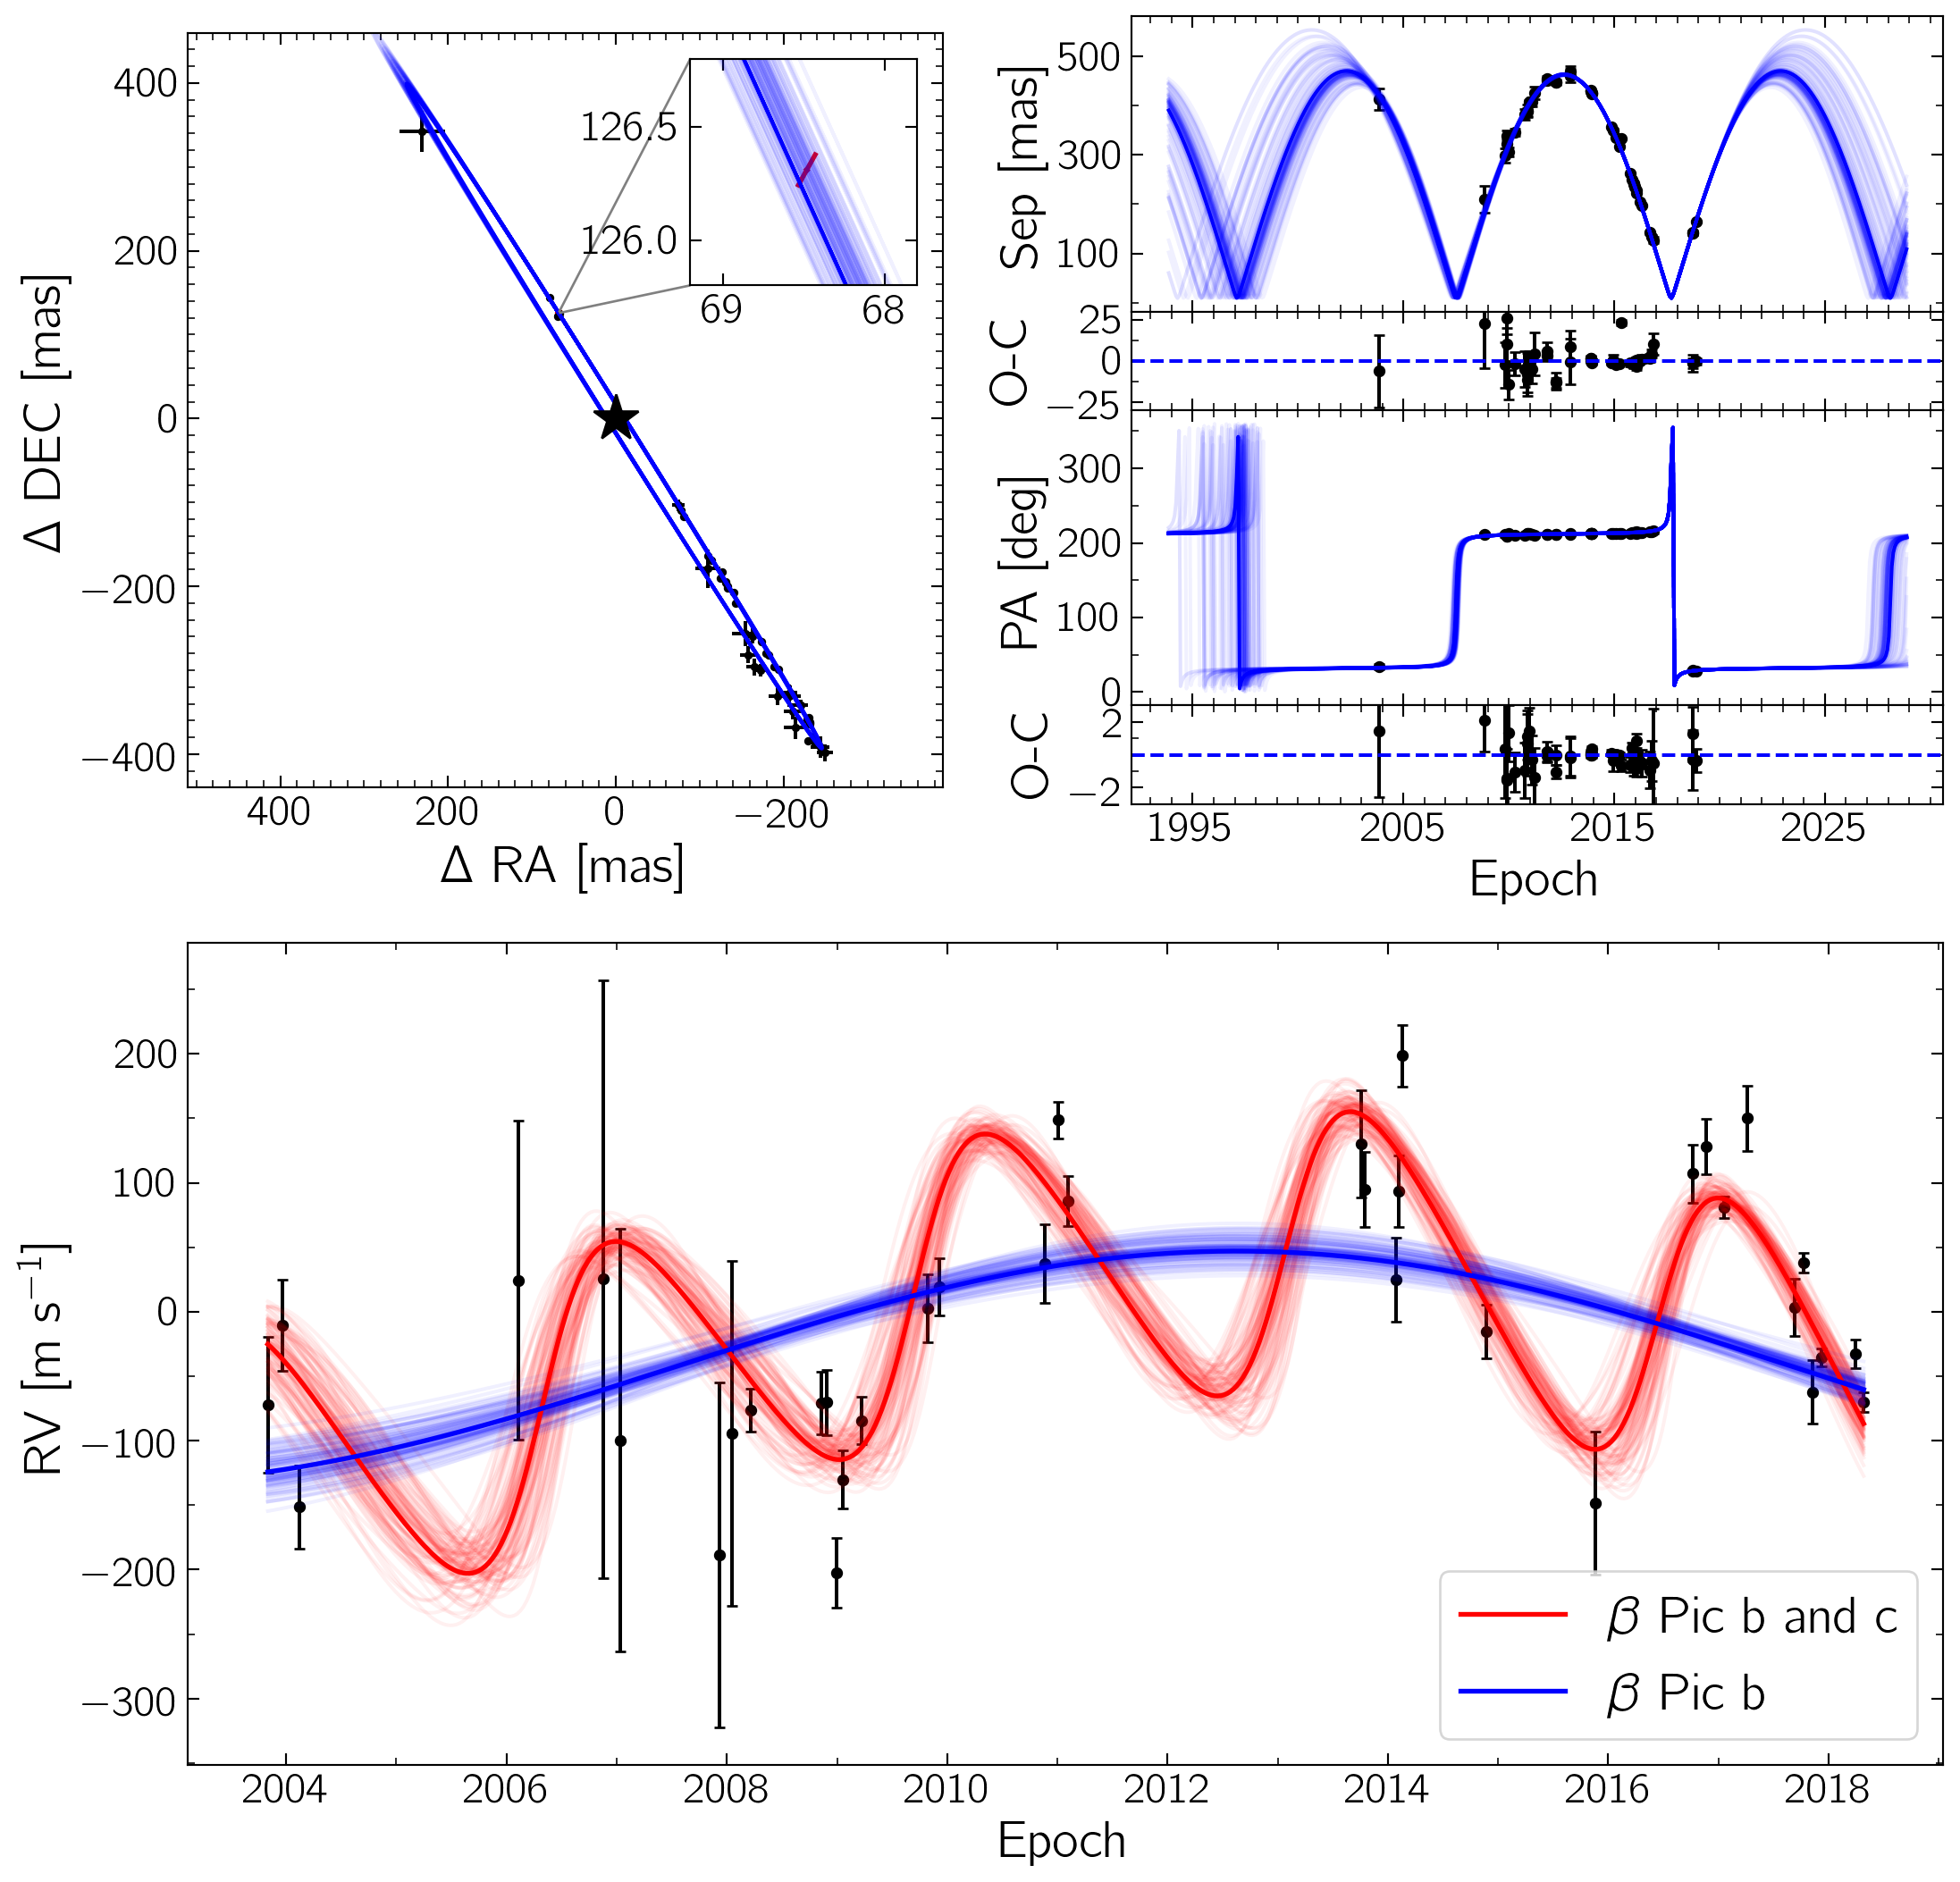 Δ DEC [mas]
400
200
0
−200
−400
126.5
126.0
69 68
400 200 0 −200
Δ RA [mas]
Sep [mas]
500
300
100
O-C
25
0
−25
PA [deg]
300
200
100
0
O-C
2
−2
1995 2005 2015 2025
Epoch
RV [m s⁻¹]
200
100
0
−100
−200
−300
β Pic b and c
β Pic b
2004 2006 2008 2010 2012 2014 2016 2018
Epoch